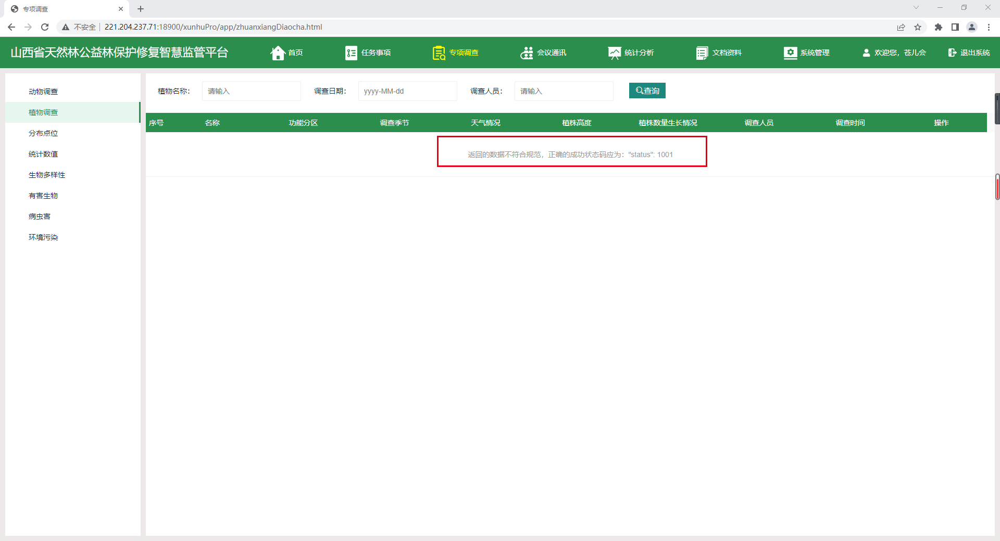 专项调查
不安全 221.204.237.71:18900/xunhuPro/app/zhuanxiangDiaocha.html
山西省天然林公益林保护修复智慧监管平台 首页 任务事项 专项调查 会议通讯 统计分析 文档资料 系统管理 欢迎您，苍儿会 退出系统
动物调查
植物调查
分布点位
统计数值
生物多样性
有害生物
病虫害
环境污染
植物名称： 请输入 调查日期： yyyy-MM-dd 调查人员： 请输入 查询
序号 名称 功能分区 调查季节 天气情况 植株高度 植株数量生长情况 调查人员 调查时间 操作
返回的数据不符合规范，正确的成功状态码应为："status": 1001